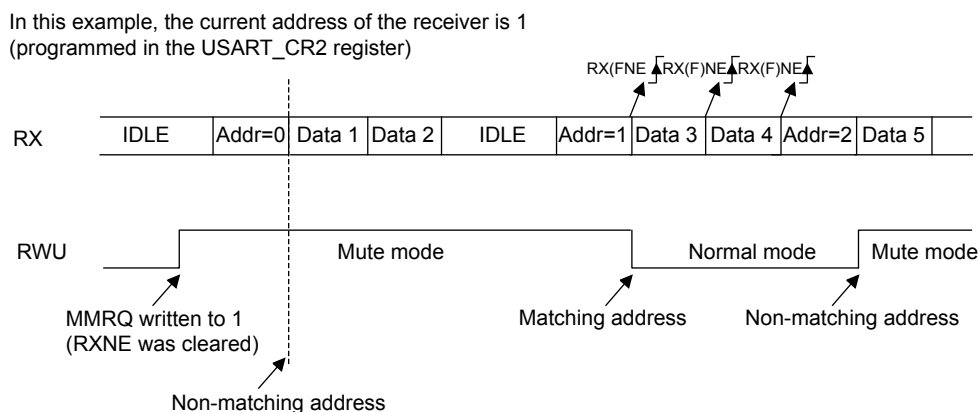 In this example, the current address of the receiver is 1
(programmed in the USART_CR2 register)
RX(FNE RX(F)NE RX(F)NE
RX IDLE Addr=0 Data 1 Data 2 IDLE Addr=1 Data 3 Data 4 Addr=2 Data 5
RWU Mute mode Normal mode Mute mode
MMRQ written to 1 Matching address Non-matching address
(RXNE was cleared)
Non-matching address